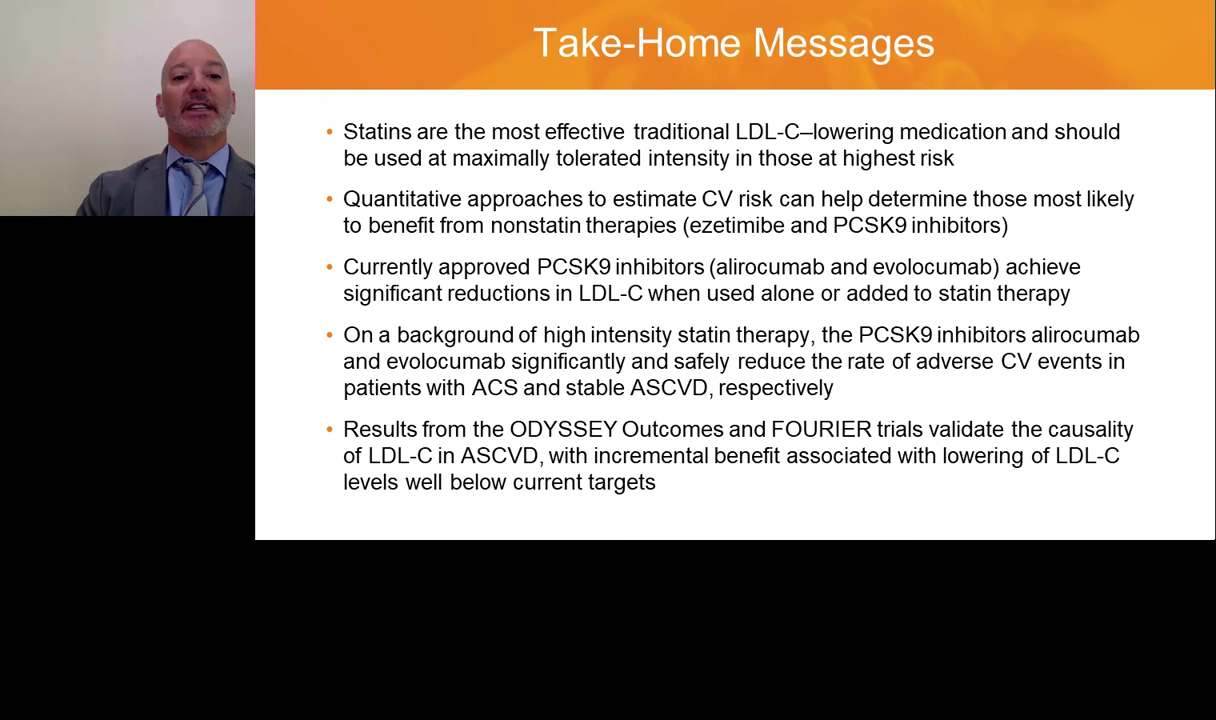 Take-Home Messages
• Statins are the most effective traditional LDL-C–lowering medication and should
be used at maximally tolerated intensity in those at highest risk
• Quantitative approaches to estimate CV risk can help determine those most likely
to benefit from nonstatin therapies (ezetimibe and PCSK9 inhibitors)
• Currently approved PCSK9 inhibitors (alirocumab and evolocumab) achieve
significant reductions in LDL-C when used alone or added to statin therapy
• On a background of high intensity statin therapy, the PCSK9 inhibitors alirocumab
and evolocumab significantly and safely reduce the rate of adverse CV events in
patients with ACS and stable ASCVD, respectively
• Results from the ODYSSEY Outcomes and FOURIER trials validate the causality
of LDL-C in ASCVD, with incremental benefit associated with lowering of LDL-C
levels well below current targets